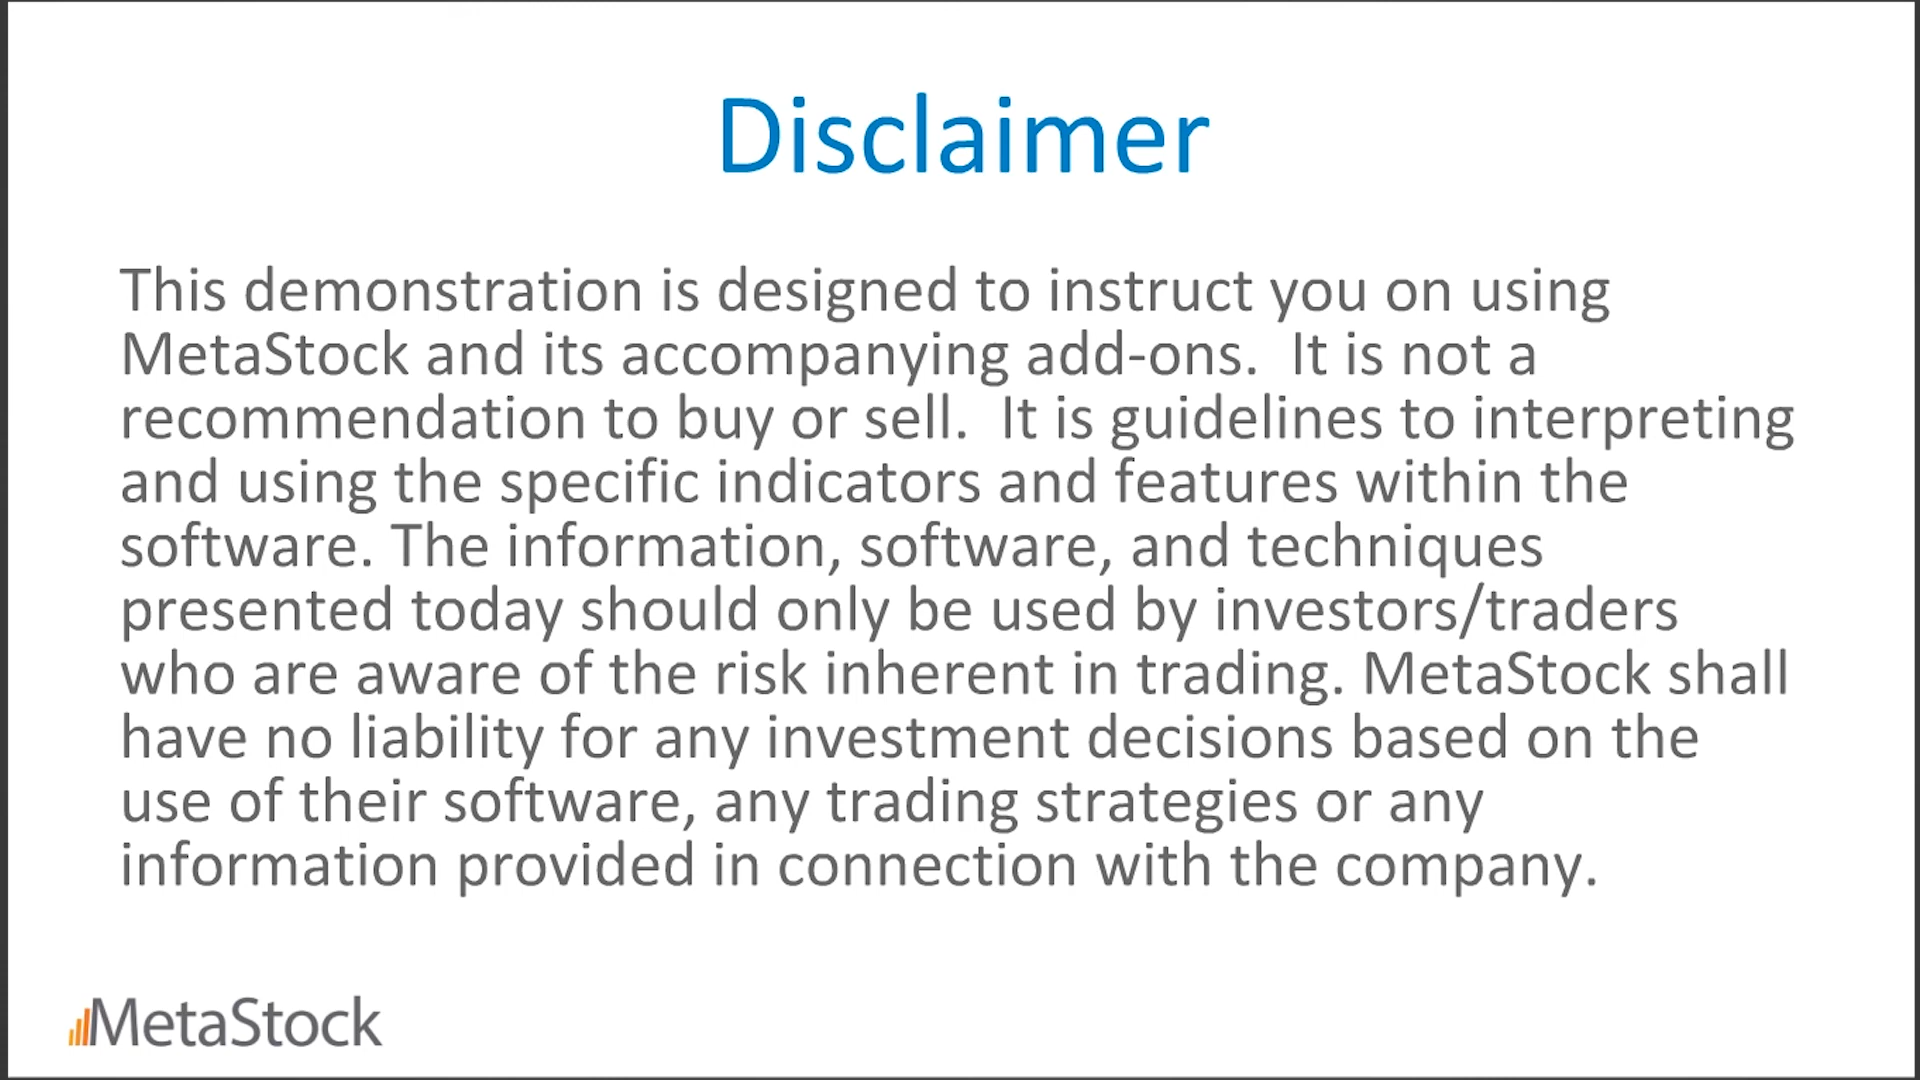 Disclaimer
This demonstration is designed to instruct you on using
MetaStock and its accompanying add-ons.  It is not a
recommendation to buy or sell.  It is guidelines to interpreting
and using the specific indicators and features within the
software. The information, software, and techniques
presented today should only be used by investors/traders
who are aware of the risk inherent in trading. MetaStock shall
have no liability for any investment decisions based on the
use of their software, any trading strategies or any
information provided in connection with the company.
MetaStock